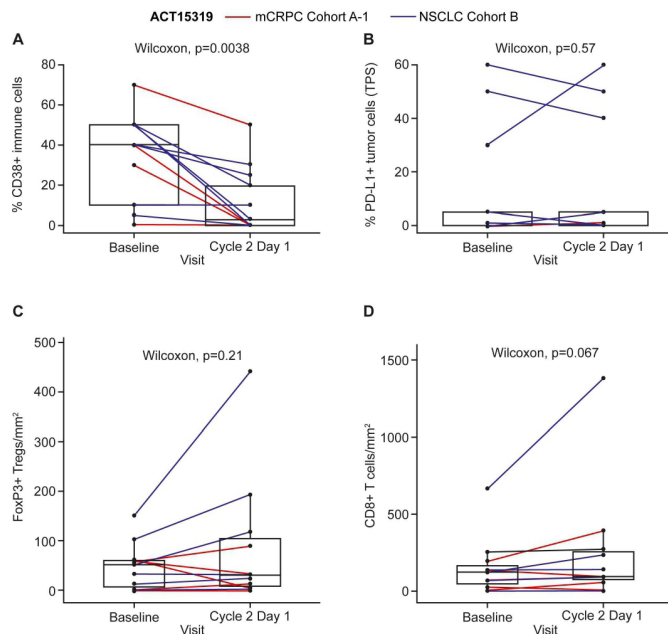 ACT15319 mCRPC Cohort A-1 NSCLC Cohort B
A
Wilcoxon, p=0.0038
% CD38+ immune cells
80
60
40
20
0
Baseline Cycle 2 Day 1
Visit
B
Wilcoxon, p=0.57
% PD-L1+ tumor cells (TPS)
60
40
20
0
Baseline Cycle 2 Day 1
Visit
C
Wilcoxon, p=0.21
FoxP3+ Tregs/mm²
500
400
300
200
100
0
Baseline Cycle 2 Day 1
Visit
D
Wilcoxon, p=0.067
CD8+ T cells/mm²
1500
1000
500
0
Baseline Cycle 2 Day 1
Visit